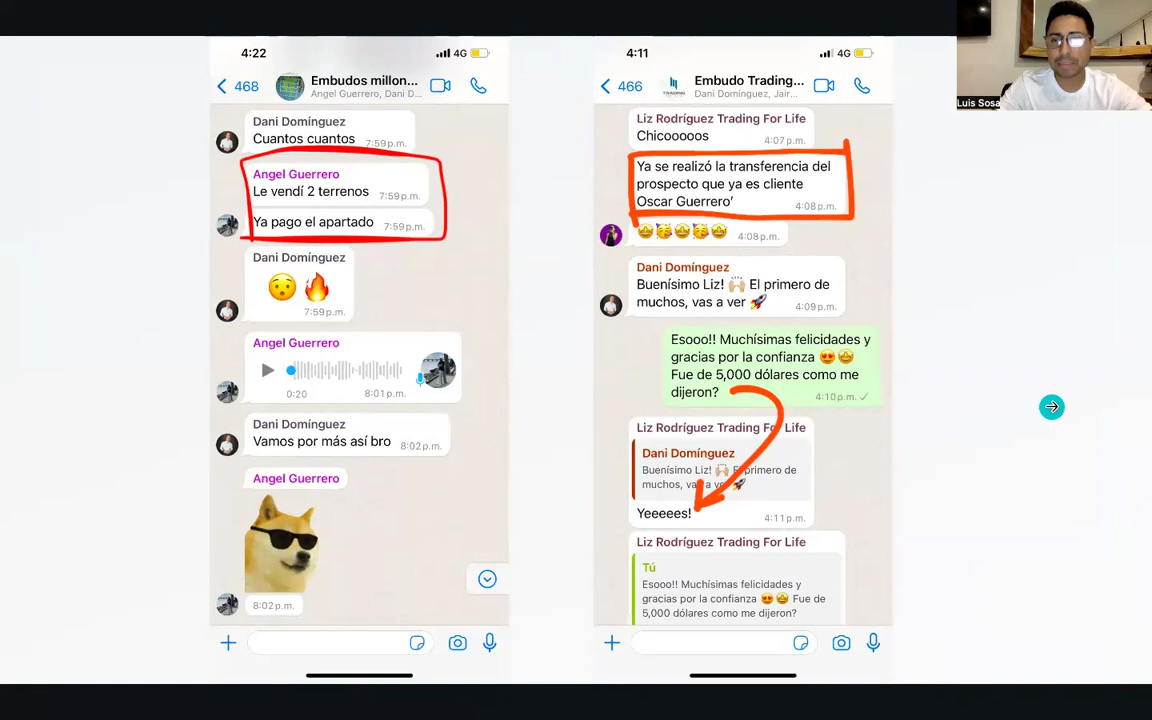 4:22
4G
468
Embudos millon...
Angel Guerrero, Dani D...
Dani Domínguez
Cuantos cuantos
7:59 p.m.
Angel Guerrero
Le vendí 2 terrenos
7:59 p.m.
Ya pago el apartado
7:59 p.m.
Dani Domínguez
😯🔥
7:59 p.m.
Angel Guerrero
0:20
8:01 p.m.
Dani Domínguez
Vamos por más así bro
8:02 p.m.
Angel Guerrero
8:02 p.m.
4:11
4G
466
Embudo Trading...
Dani Domínguez, Jair...
Liz Rodríguez Trading For Life
Chicooooos
4:07 p.m.
Ya se realizó la transferencia del
prospecto que ya es cliente
Oscar Guerrero’
4:08 p.m.
🤩🥳🤩🥳🤩
4:08 p.m.
Dani Domínguez
Buenísimo Liz! 🙌🏼 El primero de
muchos, vas a ver 🚀
4:09 p.m.
Esooo!! Muchísimas felicidades y
gracias por la confianza 😍🤩
Fue de 5,000 dólares como me
dijeron?
4:10 p.m.
Liz Rodríguez Trading For Life
Dani Domínguez
Buenísimo Liz! 🙌🏼 El primero de
muchos, vas a ver 🚀
Yeeeees!
4:11 p.m.
Liz Rodríguez Trading For Life
Tú
Esooo!! Muchísimas felicidades y
gracias por la confianza 😍🤩 Fue de
5,000 dólares como me dijeron?
Luis Sosa